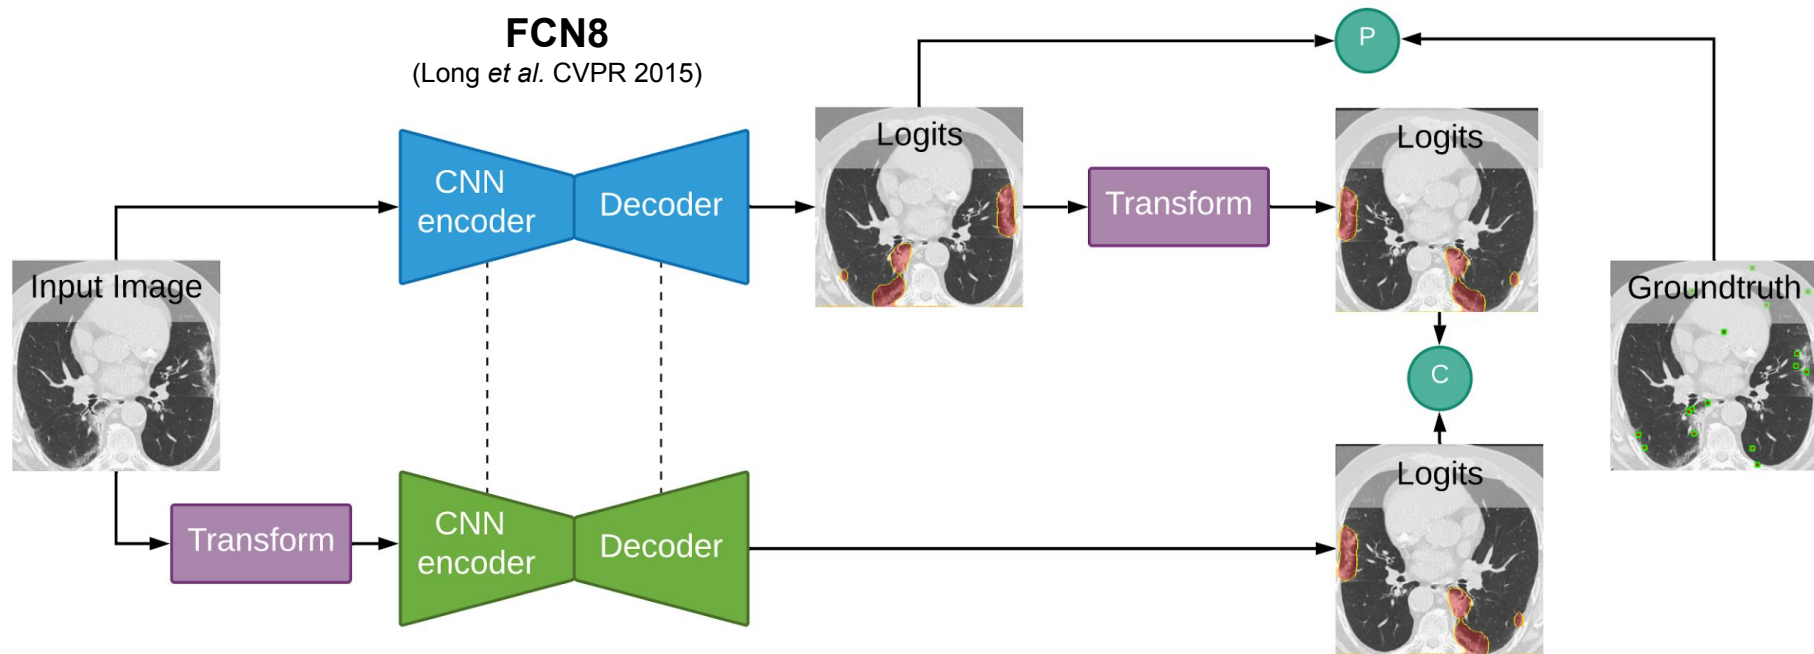 FCN8
(Long et al. CVPR 2015)
P
Logits
Logits
CNN
encoder
Decoder
Transform
Input Image
Groundtruth
C
Logits
Transform
CNN
encoder
Decoder